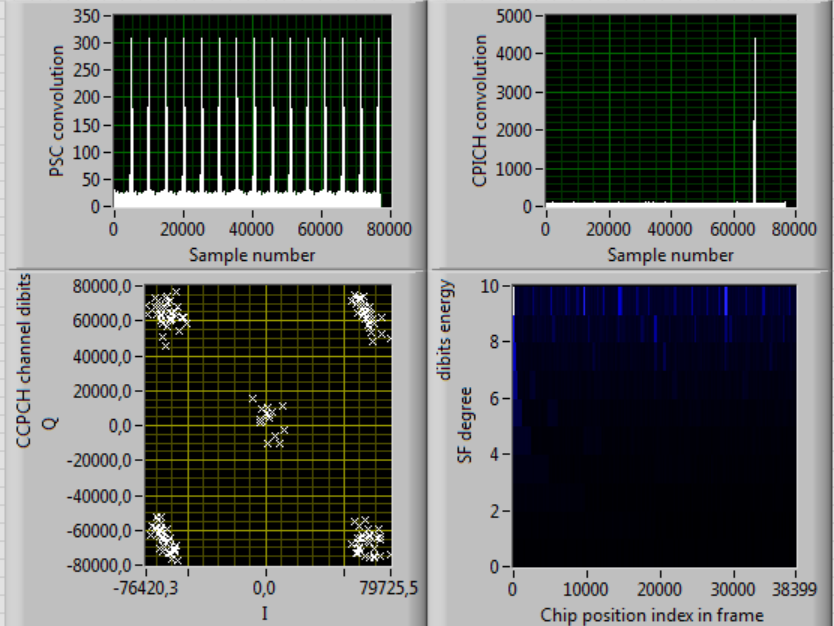 PSC convolution
350
300
250
200
150
100
50
0
0 20000 40000 60000 80000
Sample number
CPICH convolution
5000
4000
3000
2000
1000
0
0 20000 40000 60000 80000
Sample number
CCPCH channel dibits
Q
80000,0
60000,0
40000,0
20000,0
0,0
-20000,0
-40000,0
-60000,0
-80000,0
-76420,3 0,0 79725,5
I
dibits energy
SF degree
10
8
6
4
2
0
0 10000 20000 30000 38399
Chip position index in frame